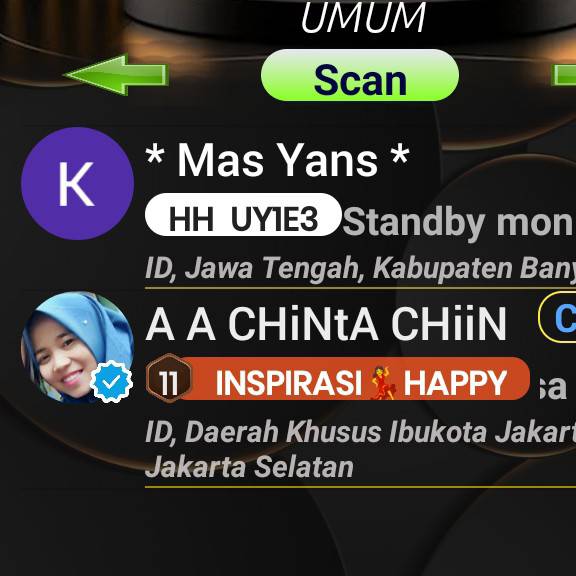 UMUM
Scan
K
* Mas Yans *
HH UY1E3 Standby mon
ID, Jawa Tengah, Kabupaten Bany
A A CHiNtA CHiiN C
11 INSPIRASI💃HAPPY sa
ID, Daerah Khusus Ibukota Jakart
Jakarta Selatan